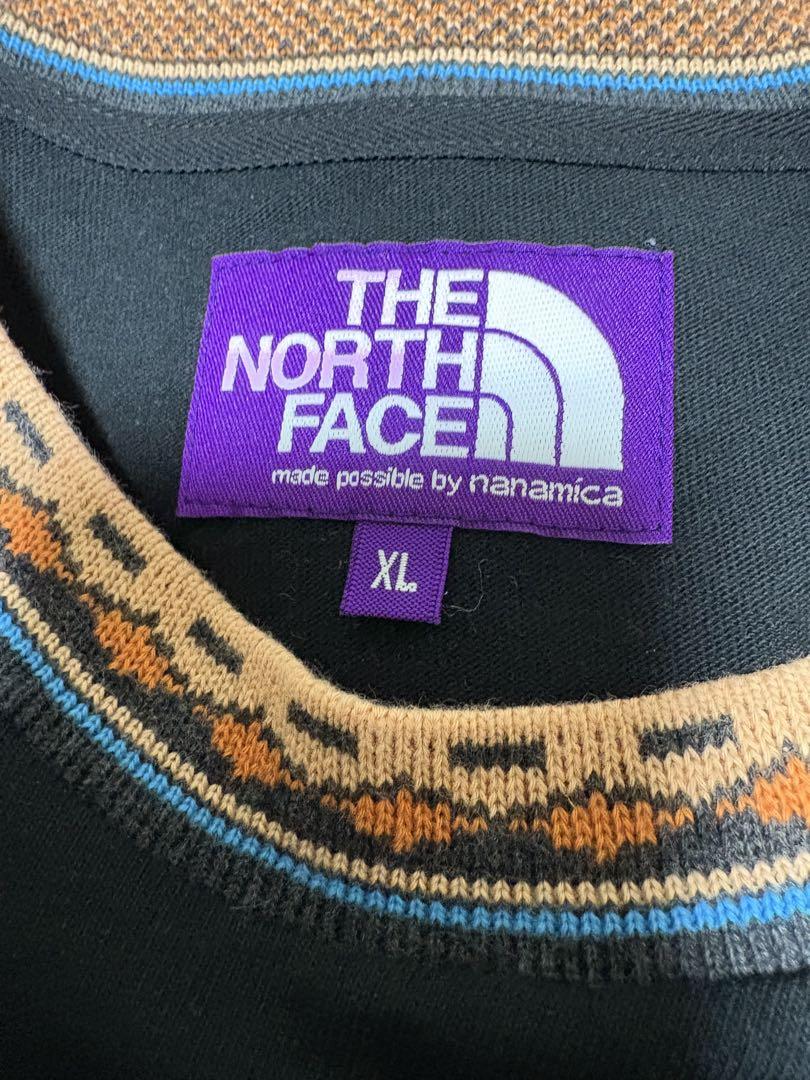 THE
NORTH
FACE
made possible by nanamica
XL